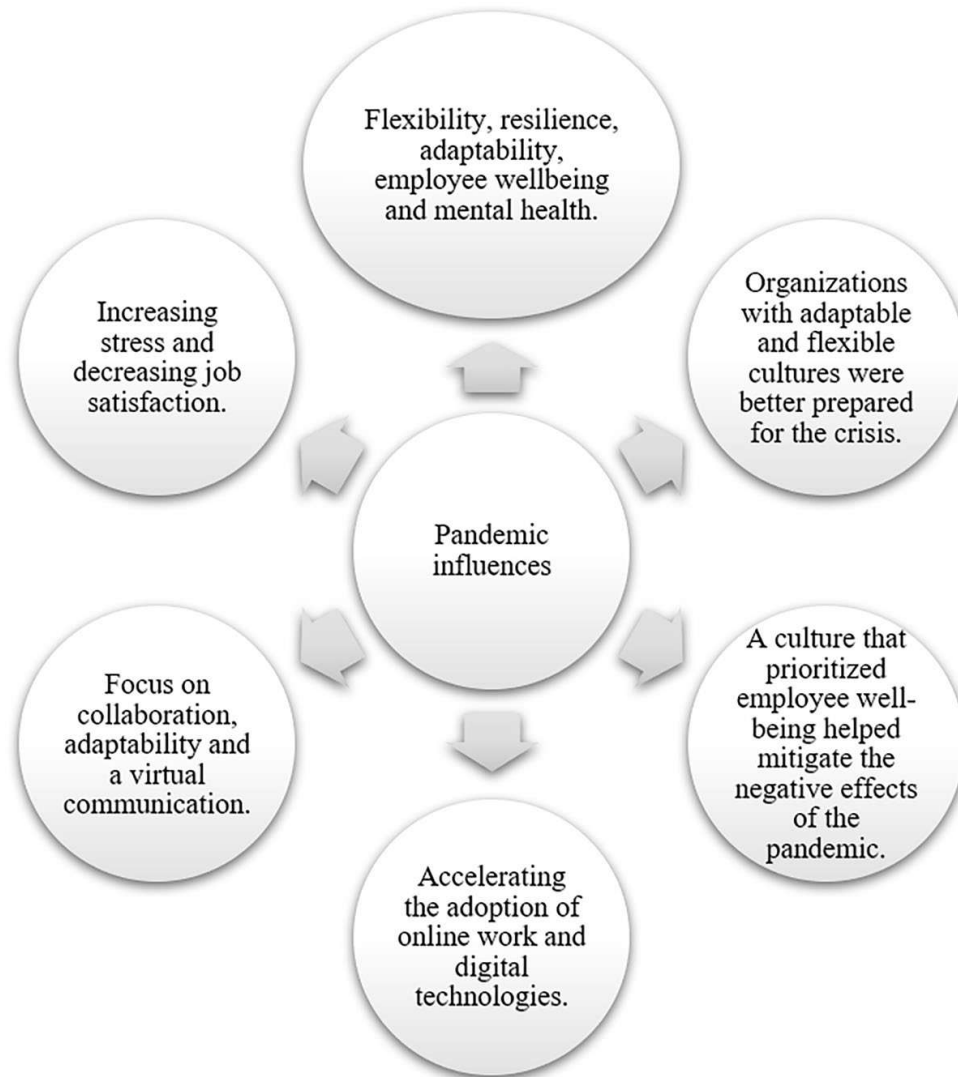 Flexibility, resilience,
adaptability,
employee wellbeing
and mental health.
Organizations
with adaptable
and flexible
cultures were
better prepared
for the crisis.
A culture that
prioritized
employee well-
being helped
mitigate the
negative effects
of the
pandemic.
Accelerating
the adoption of
online work and
digital
technologies.
Focus on
collaboration,
adaptability and
a virtual
communication.
Increasing
stress and
decreasing job
satisfaction.
Pandemic
influences